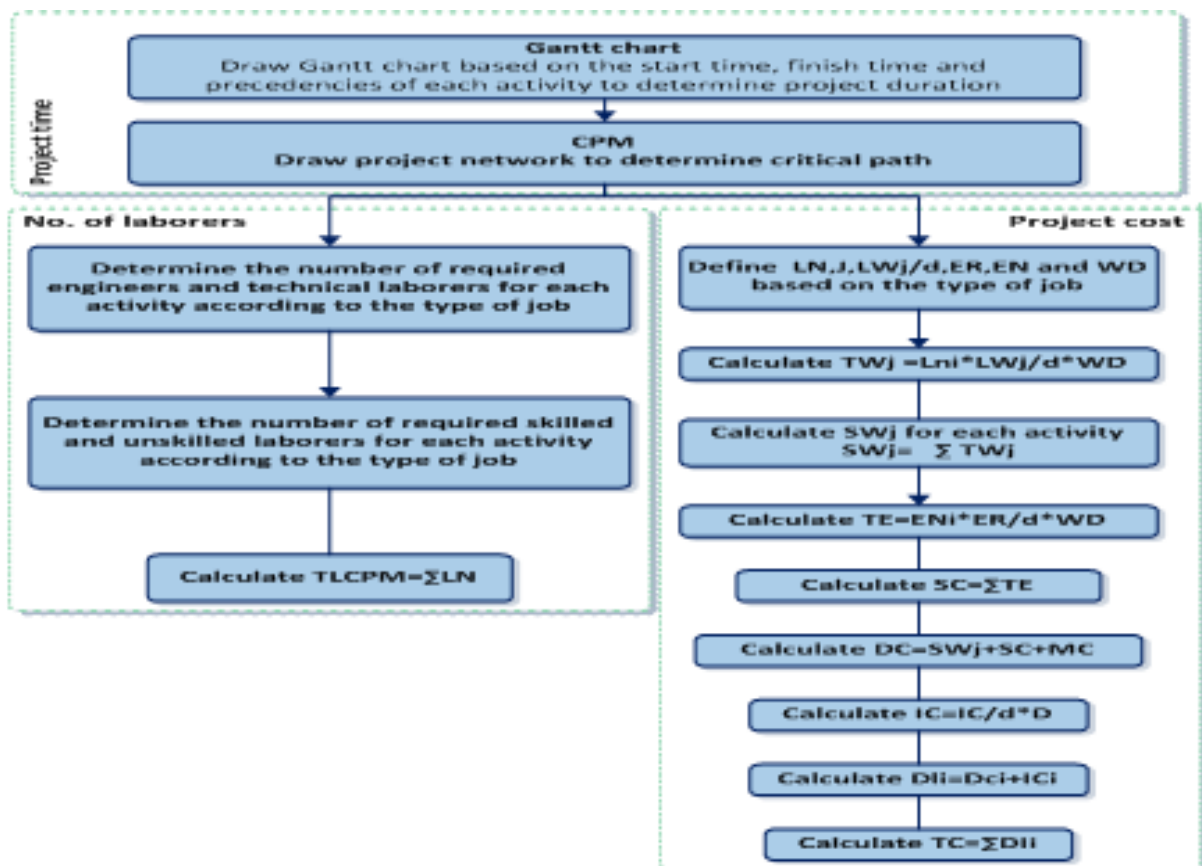 Gantt chart
Draw Gantt chart based on the start time, finish time and
precedencies of each activity to determine project duration
CPM
Draw project network to determine critical path
Project time
No. of laborers
Determine the number of required
engineers and technical laborers for each
activity according to the type of job
Determine the number of required skilled
and unskilled laborers for each activity
according to the type of job
Calculate TLCPM=∑LN
Project cost
Define LN,J,LWj/d,ER,EN and WD
based on the type of job
Calculate TWj =Lni*LWj/d*WD
Calculate SWj for each activity
SWj= ∑ TWj
Calculate TE=ENi*ER/d*WD
Calculate SC=∑TE
Calculate DC=SWj+SC+MC
Calculate IC=IC/d*D
Calculate DIi=Dci+ICi
Calculate TC=∑DIi